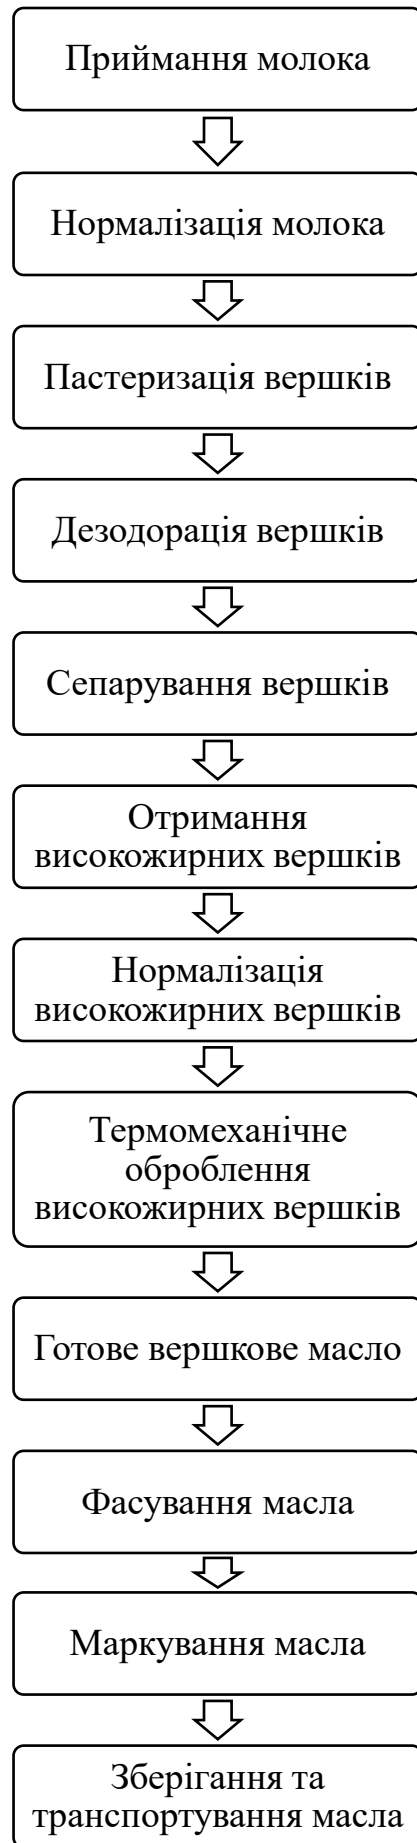 Приймання молока
Нормалізація молока
Пастеризація вершків
Дезодорація вершків
Сепарування вершків
Отримання
високожирних вершків
Нормалізація
високожирних вершків
Термомеханічне
оброблення
високожирних вершків
Готове вершкове масло
Фасування масла
Маркування масла
Зберігання та
транспортування масла